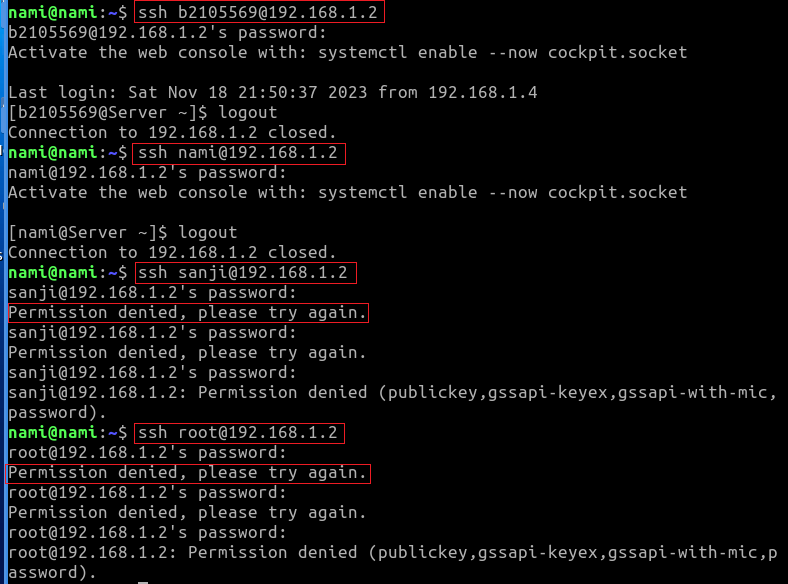 nami@nami:~$ ssh b2105569@192.168.1.2
b2105569@192.168.1.2's password:
Activate the web console with: systemctl enable --now cockpit.socket
Last login: Sat Nov 18 21:50:37 2023 from 192.168.1.4
[b2105569@Server ~]$ logout
Connection to 192.168.1.2 closed.
nami@nami:~$ ssh nami@192.168.1.2
nami@192.168.1.2's password:
Activate the web console with: systemctl enable --now cockpit.socket
[nami@Server ~]$ logout
Connection to 192.168.1.2 closed.
nami@nami:~$ ssh sanji@192.168.1.2
sanji@192.168.1.2's password:
Permission denied, please try again.
sanji@192.168.1.2's password:
Permission denied, please try again.
sanji@192.168.1.2's password:
sanji@192.168.1.2: Permission denied (publickey,gssapi-keyex,gssapi-with-mic,
password).
nami@nami:~$ ssh root@192.168.1.2
root@192.168.1.2's password:
Permission denied, please try again.
root@192.168.1.2's password:
Permission denied, please try again.
root@192.168.1.2's password:
root@192.168.1.2: Permission denied (publickey,gssapi-keyex,gssapi-with-mic,p
assword).